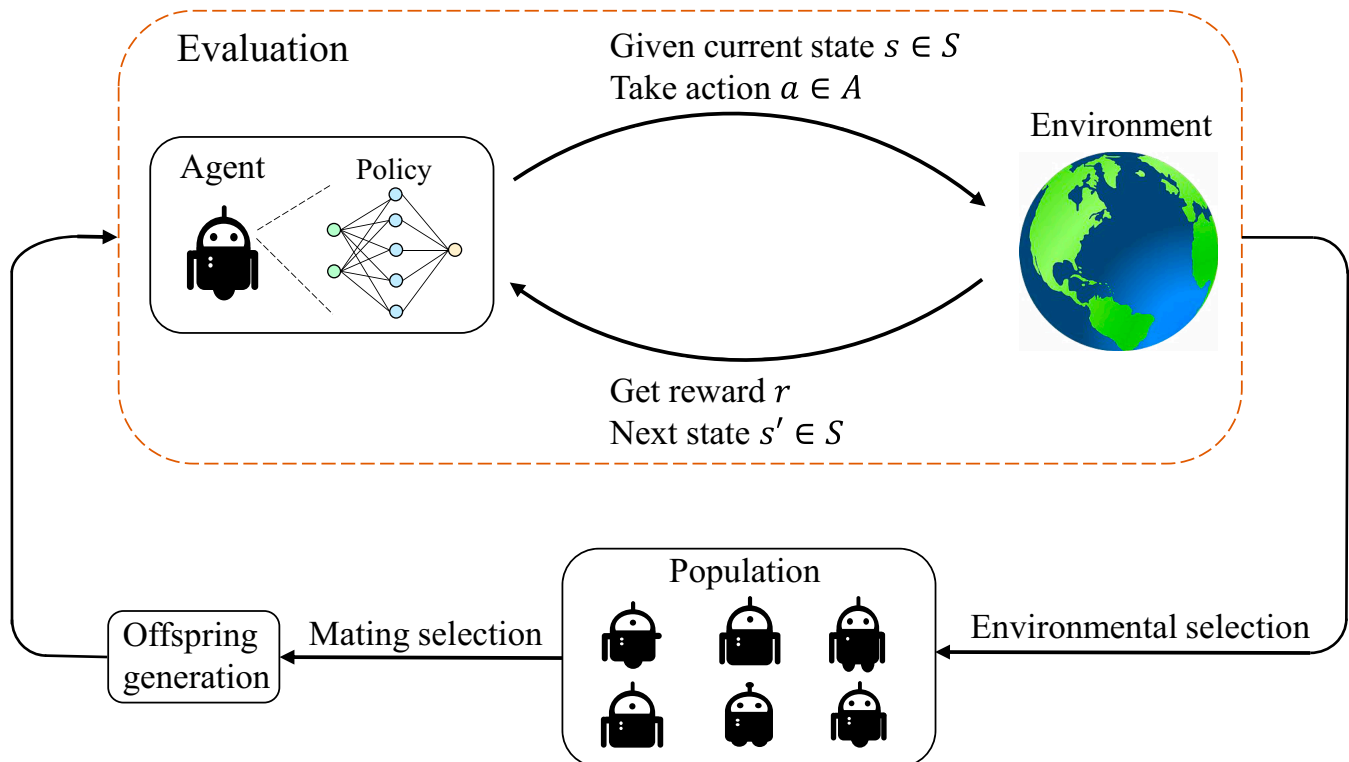 Evaluation
Given current state 𝑠 ∈ 𝑆
Take action 𝑎 ∈ 𝐴
Environment
Agent
Policy
Get reward 𝑟
Next state 𝑠′ ∈ 𝑆
Population
Offspring
generation
Mating selection
Environmental selection